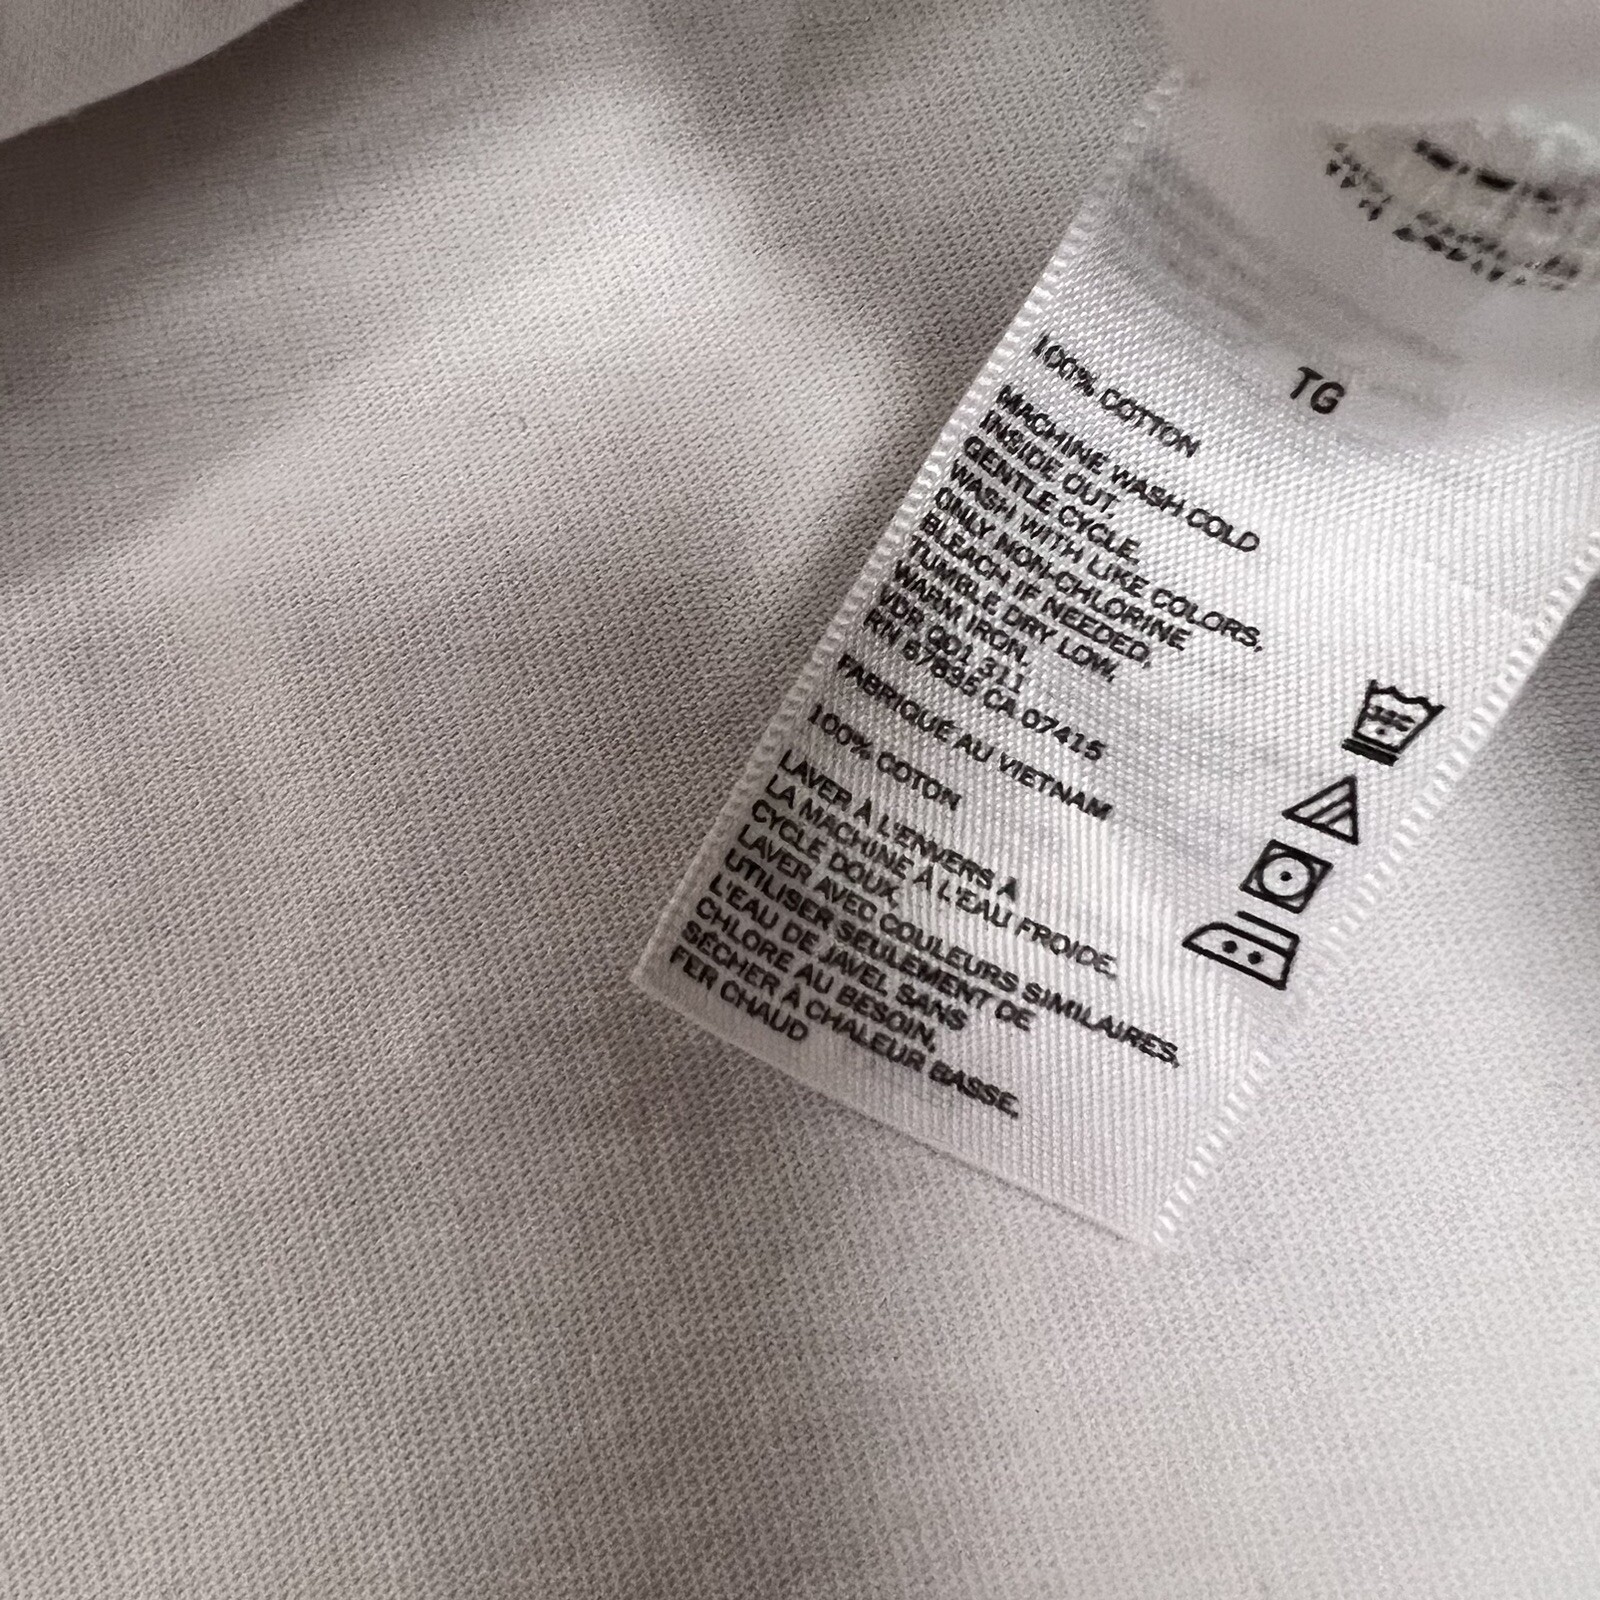 TG
100% COTTON
MACHINE WASH COLD
INSIDE OUT,
GENTLE CYCLE.
WASH WITH LIKE COLORS,
ONLY NON-CHLORINE
BLEACH IF NEEDED,
TUMBLE DRY LOW,
WARM IRON.
VDR 001 311
RN 67835 CA 07415
FABRIQUÉ AU VIETNAM
100% COTON
LAVER À L'ENVERS À
LA MACHINE À L'EAU FROIDE,
CYCLE DOUX,
LAVER AVEC COULEURS SIMILAIRES,
UTILISER SEULEMENT DE
L'EAU DE JAVEL SANS
CHLORE AU BESOIN,
SÉCHER À CHALEUR BASSE,
FER CHAUD